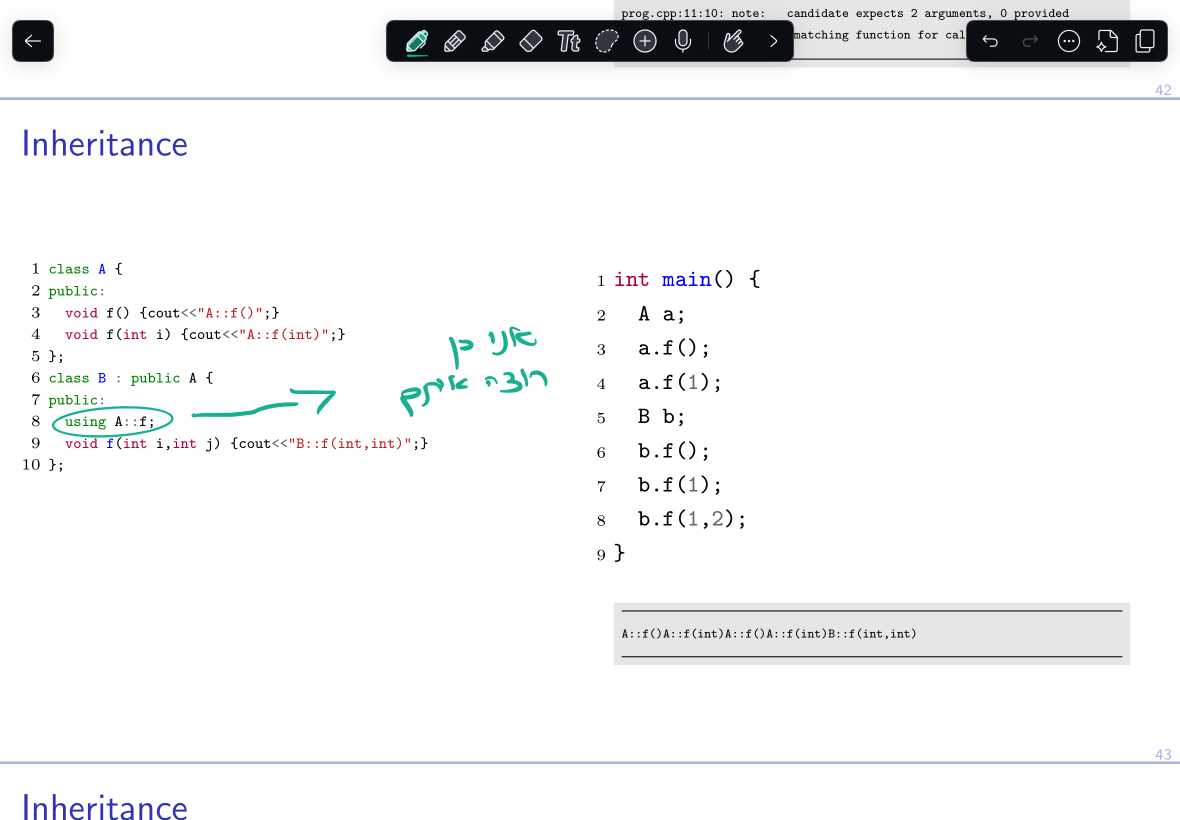 prog.cpp:11:10: note:   candidate expects 2 arguments, 0 provided
matching function for cal
Tt
42
Inheritance
1 class A {
2 public:
3   void f() {cout<<"A::f()";}
4   void f(int i) {cout<<"A::f(int)";}
5 };
6 class B : public A {
7 public:
8   using A::f;
9   void f(int i,int j) {cout<<"B::f(int,int)";}
10 };
אני כן
רוצה אותם
1 int main() {
2   A a;
3   a.f();
4   a.f(1);
5   B b;
6   b.f();
7   b.f(1);
8   b.f(1,2);
9 }
A::f()A::f(int)A::f()A::f(int)B::f(int,int)
43
Inheritance